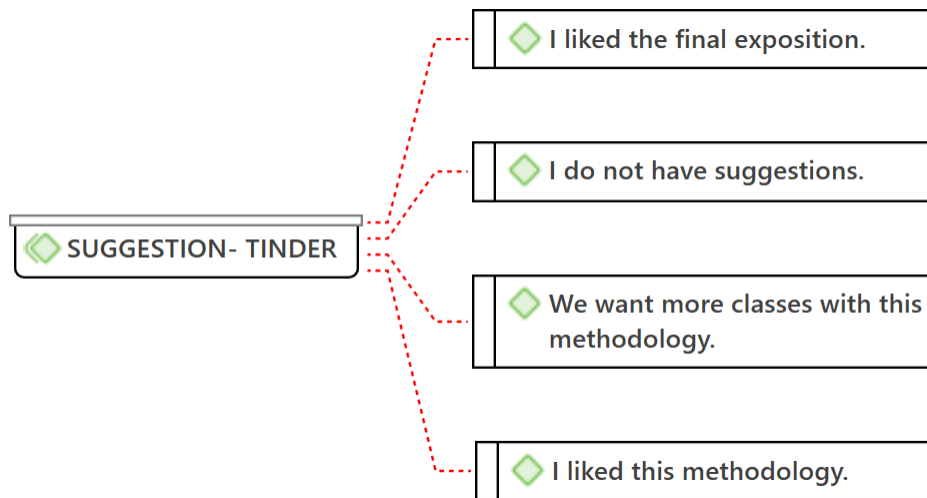 I liked the final exposition.
I do not have suggestions.
SUGGESTION- TINDER
We want more classes with this
methodology.
I liked this methodology.